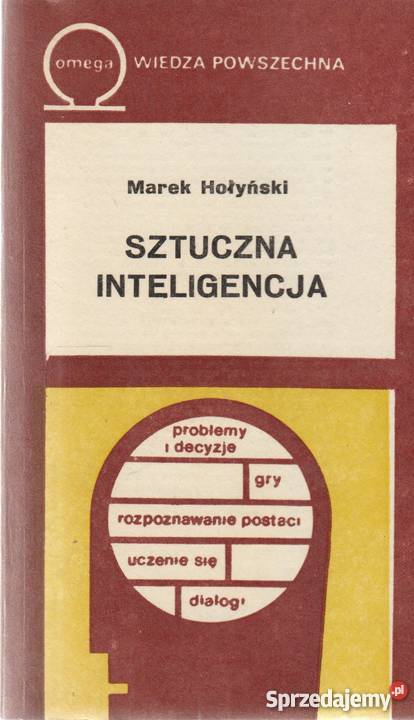 omega WIEDZA POWSZECHNA
Marek Hołyński
SZTUCZNA
INTELIGENCJA
problemy
i decyzje
gry
rozpoznawanie postaci
uczenie się
dialogi
Sprzedajemy.pl